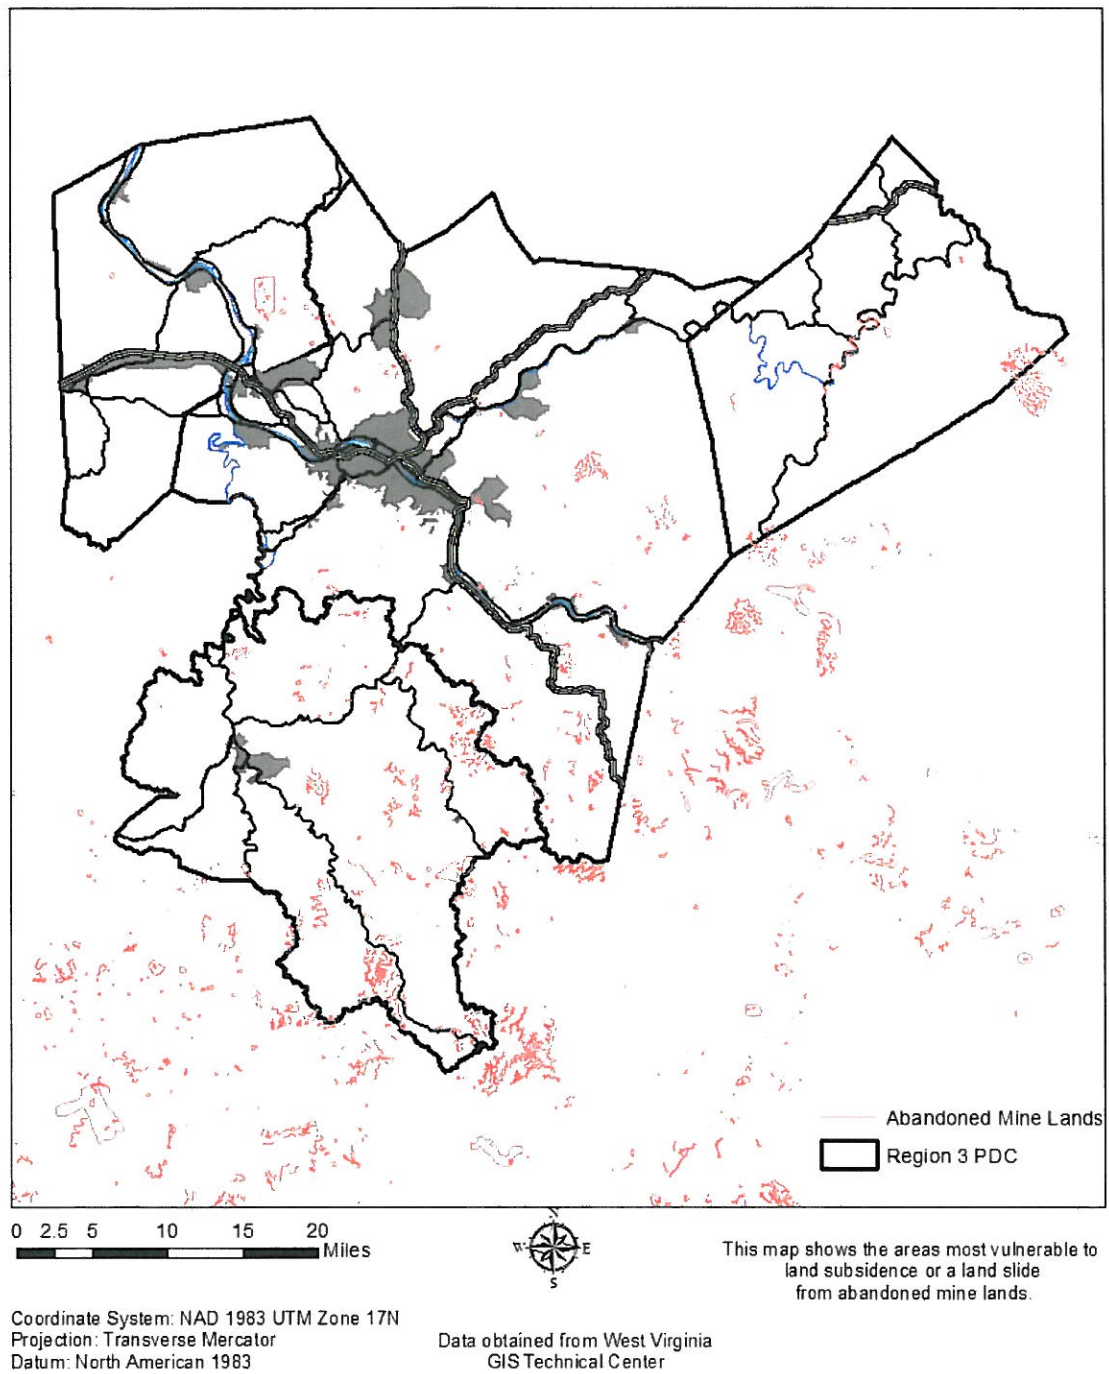 Abandoned Mine Lands
Region 3 PDC
0 2.5 5 10 15 20
Miles
N
W E
S
This map shows the areas most vulnerable to
land subsidence or a land slide
from abandoned mine lands.
Coordinate System: NAD 1983 UTM Zone 17N
Projection: Transverse Mercator
Datum: North American 1983
Data obtained from West Virginia
GIS Technical Center